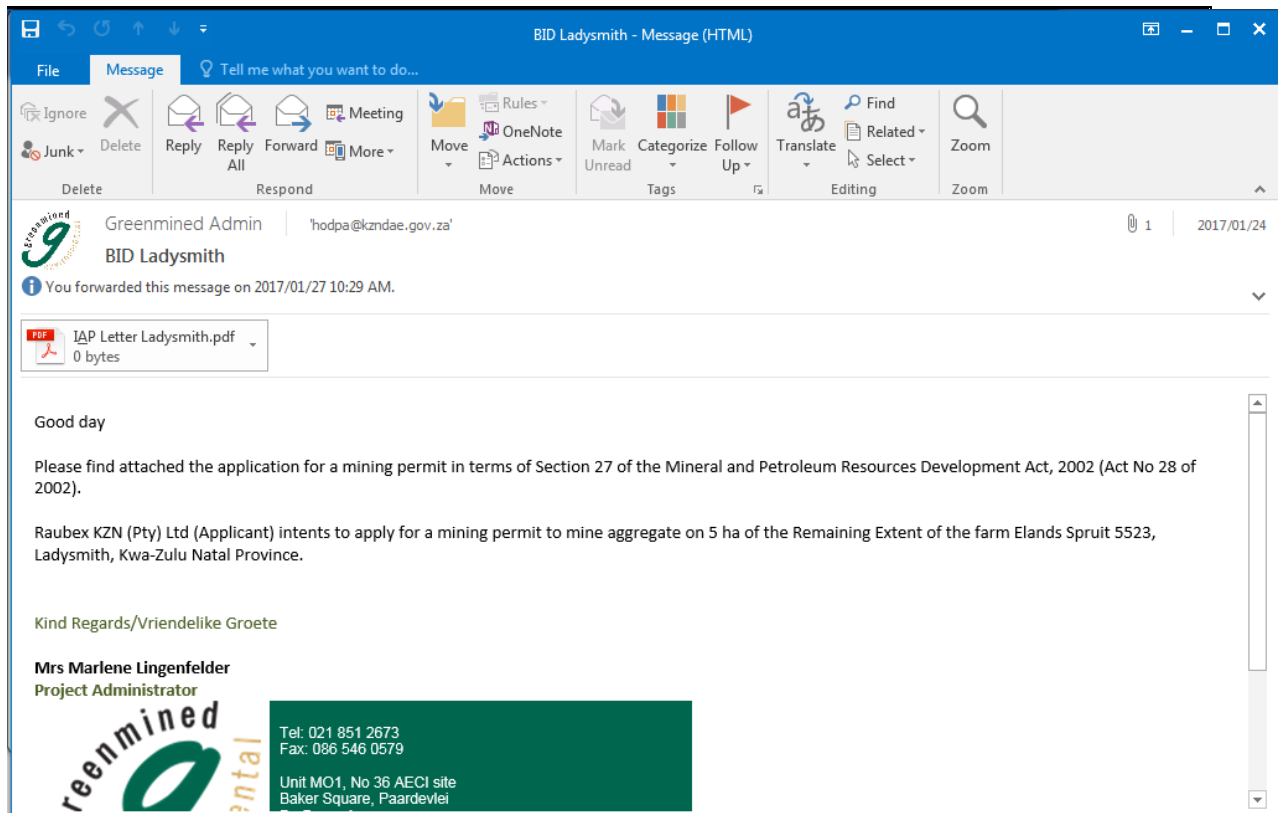 BID Ladysmith - Message (HTML)
File Message Tell me what you want to do...
Ignore
Junk
Delete
Delete
Reply
Reply All
Forward
Meeting
More
Respond
Move
Rules
OneNote
Actions
Move
Mark Unread
Categorize
Follow Up
Tags
Translate
Find
Related
Select
Editing
Zoom
Zoom
greenmined
Greenmined Admin 'hodpa@kzndae.gov.za' 1 2017/01/24
BID Ladysmith
You forwarded this message on 2017/01/27 10:29 AM.
PDF
IAP Letter Ladysmith.pdf
0 bytes
Good day
Please find attached the application for a mining permit in terms of Section 27 of the Mineral and Petroleum Resources Development Act, 2002 (Act No 28 of
2002).
Raubex KZN (Pty) Ltd (Applicant) intents to apply for a mining permit to mine aggregate on 5 ha of the Remaining Extent of the farm Elands Spruit 5523,
Ladysmith, Kwa-Zulu Natal Province.
Kind Regards/Vriendelike Groete
Mrs Marlene Lingenfelder
Project Administrator
reenmined
ental
Tel: 021 851 2673
Fax: 086 546 0579
Unit MO1, No 36 AECI site
Baker Square, Paardevlei